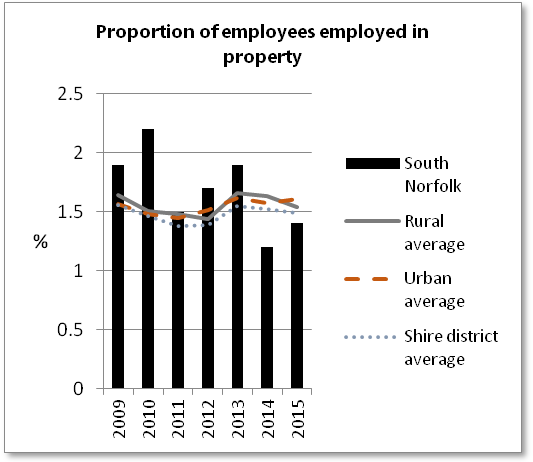 Proportion of employees employed in
property
2.5
2
1.5
1
0.5
0
%
2009
2010
2011
2012
2013
2014
2015
South
Norfolk
Rural
average
Urban
average
Shire district
average